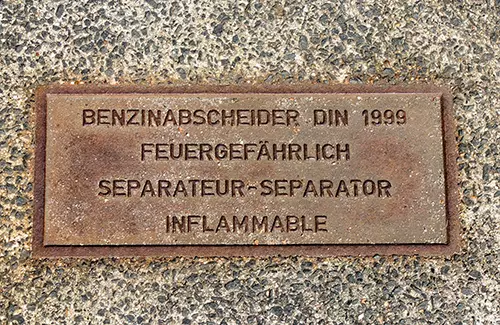 BENZINABSCHEIDER DIN 1999
FEUERGEFÄHRLICH
SEPARATEUR-SEPARATOR
INFLAMMABLE